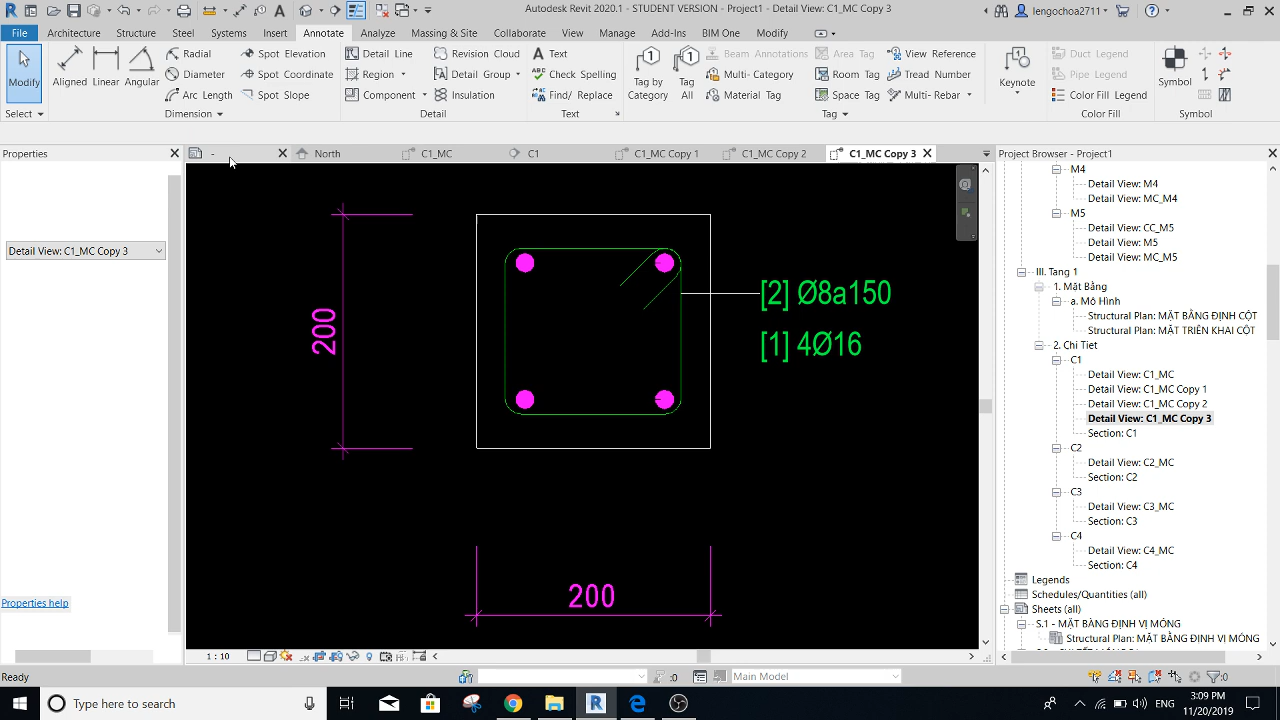 Autodesk Revit 2020.1 - STUDENT VERSION - Project1 - Detail View: C1_MC Copy 3
lengochoa2711
File Architecture Structure Steel Systems Insert Annotate Analyze Massing & Site Collaborate View Manage Add-Ins BIM One Modify
Modify
Select
Aligned Linear Angular
Radial
Diameter
Arc Length
Spot Elevation
Spot Coordinate
Spot Slope
Dimension
Detail Line
Region
Component
Revision Cloud
Detail Group
Insulation
Detail
Text
Check Spelling
Find/ Replace
Text
Tag by Category
Tag All
Beam Annotations
Multi- Category
Material Tag
Area Tag
Room Tag
Space Tag
View Reference
Tread Number
Multi- Rebar
Tag
Keynote
Duct Legend
Pipe Legend
Color Fill Legend
Color Fill
Symbol
Symbol
Properties
Detail View: C1_MC Copy 3
Properties help
- North C1_MC C1 C1_MC Copy 1 C1_MC Copy 2 C1_MC Copy 3
200
[2] Ø8a150
[1] 4Ø16
200
1 : 10
Project Browser - Project1
M4
Detail View: M4
Detail View: MC_M4
M5
Detail View: CC_M5
Detail View: M5
Detail View: MC_M5
III. Tang 1
1. Mặt Bằng
a. Mô Hình
Structural Plan: MẶT BẰNG ĐỊNH CỘT
Structural Plan: MẶT TRIỂN KHAI CỘT
2. Chi Tiết
C1
Detail View: C1_MC
Detail View: C1_MC Copy 1
Detail View: C1_MC Copy 2
Detail View: C1_MC Copy 3
Section: C1
C2
Detail View: C2_MC
Section: C2
C3
Detail View: C3_MC
Section: C3
C4
Detail View: C4_MC
Section: C4
Legends
Schedules/Quantities (all)
Sheets (all)
S.1 - MẶT BẰNG ĐỊNH VỊ MÓNG
Structural Plan: MẶT BẰNG ĐỊNH VỊ MÓNG
Ready
:0
Main Model
:0
Type here to search
ENG
3:09 PM
11/20/2019